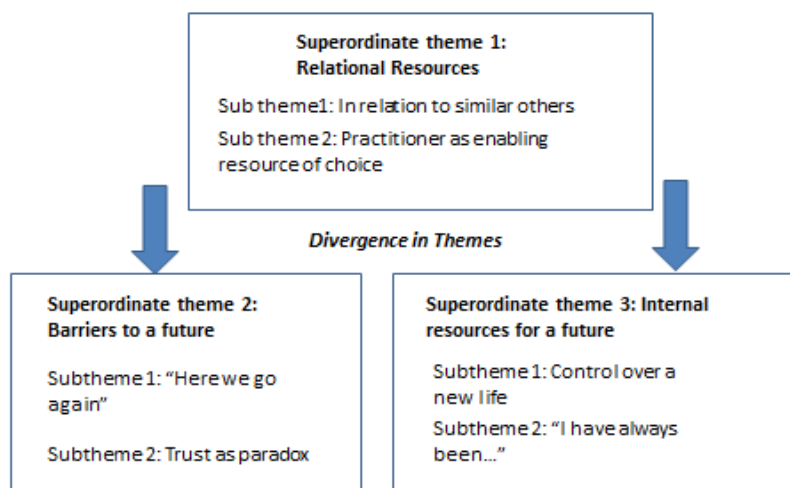 Superordinate theme 1:
Relational Resources
Sub theme1: In relation to similar others
Sub theme 2: Practitioner as enabling
resource of choice
Divergence in Themes
Superordinate theme 2:
Barriers to a future
Subtheme 1: “Here we go
again”
Subtheme 2: Trust as paradox
Superordinate theme 3: Internal
resources for a future
Subtheme 1: Control over a
new life
Subtheme 2: “I have always
been...”